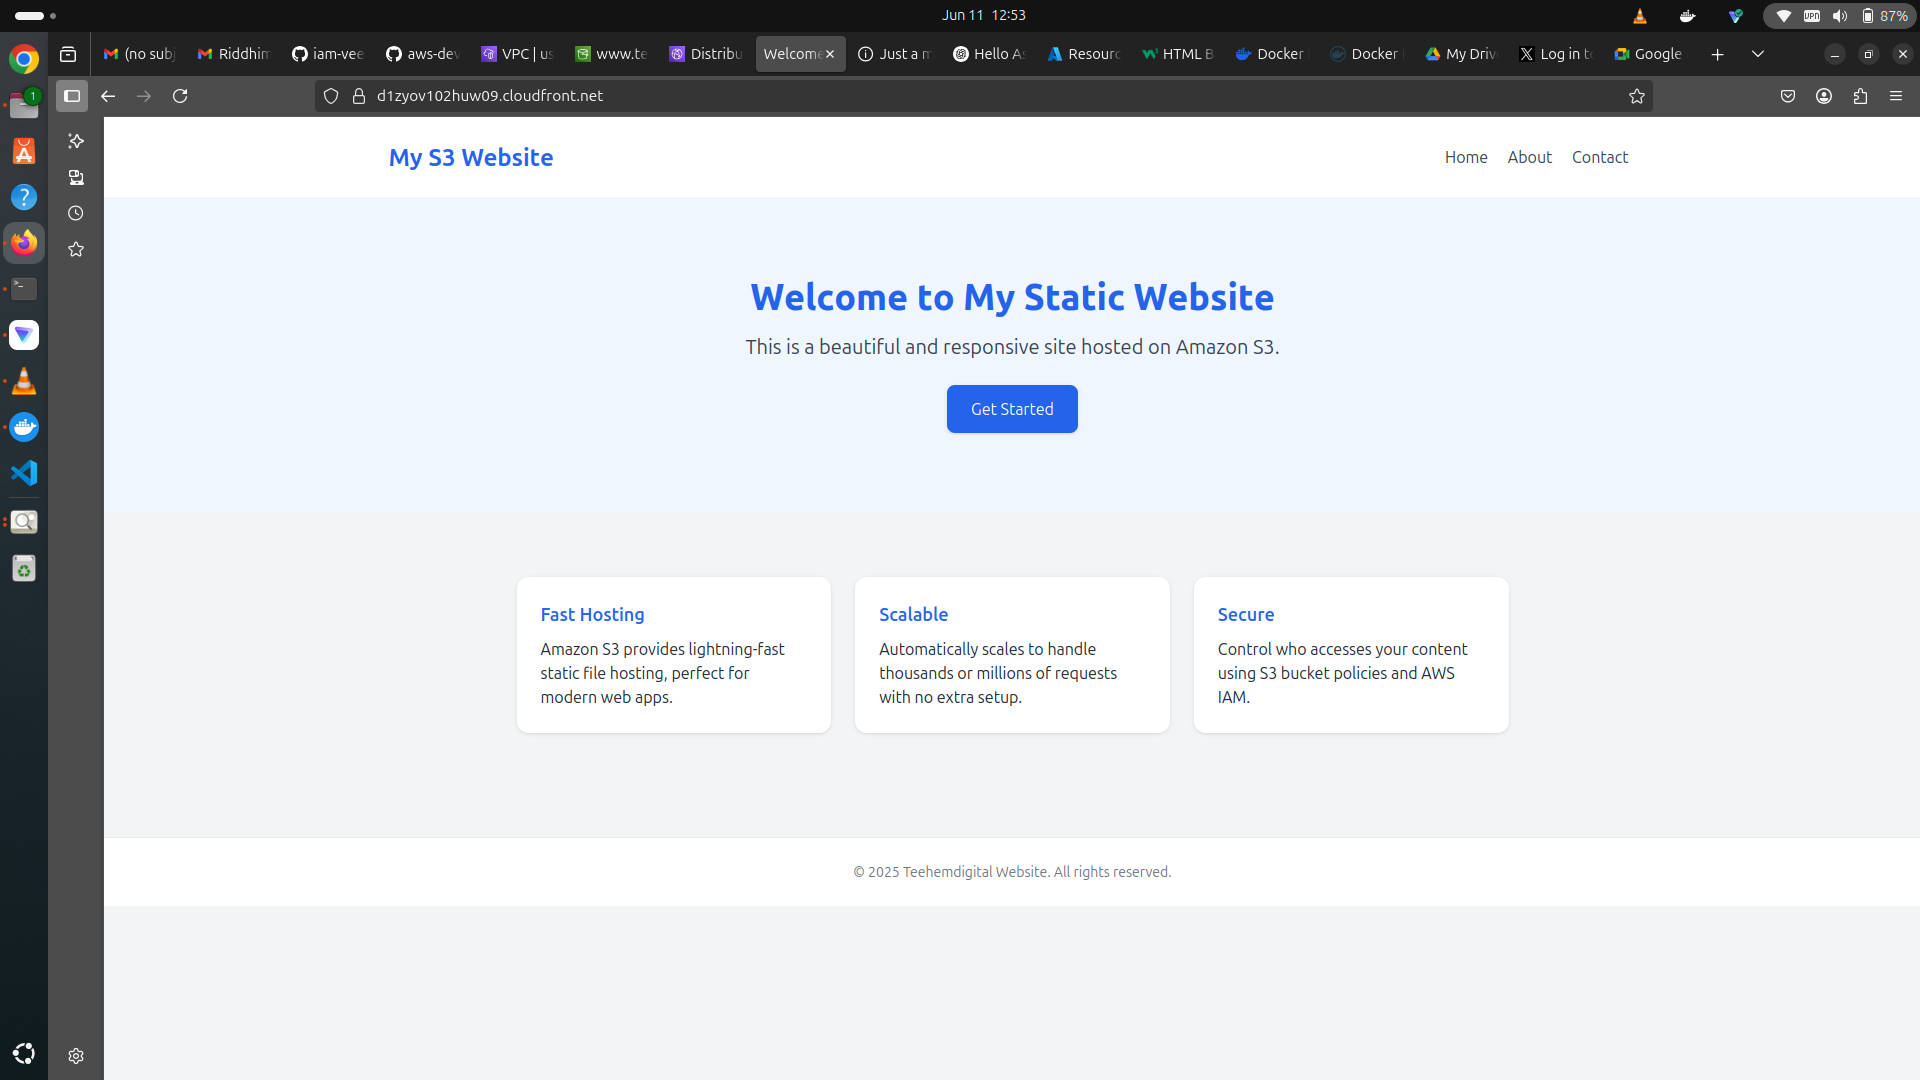 Jun 11 12:53
87%
(no subj
Riddhim
iam-vee
aws-dev
VPC | us
www.te
Distribu
Welcome
Just a m
Hello As
Resourc
HTML B
Docker
Docker
My Driv
Log in to
Google
d1zyov102huw09.cloudfront.net
1
My S3 Website
Home
About
Contact
Welcome to My Static Website
This is a beautiful and responsive site hosted on Amazon S3.
Get Started
Fast Hosting
Amazon S3 provides lightning-fast
static file hosting, perfect for
modern web apps.
Scalable
Automatically scales to handle
thousands or millions of requests
with no extra setup.
Secure
Control who accesses your content
using S3 bucket policies and AWS
IAM.
© 2025 Teehemdigital Website. All rights reserved.